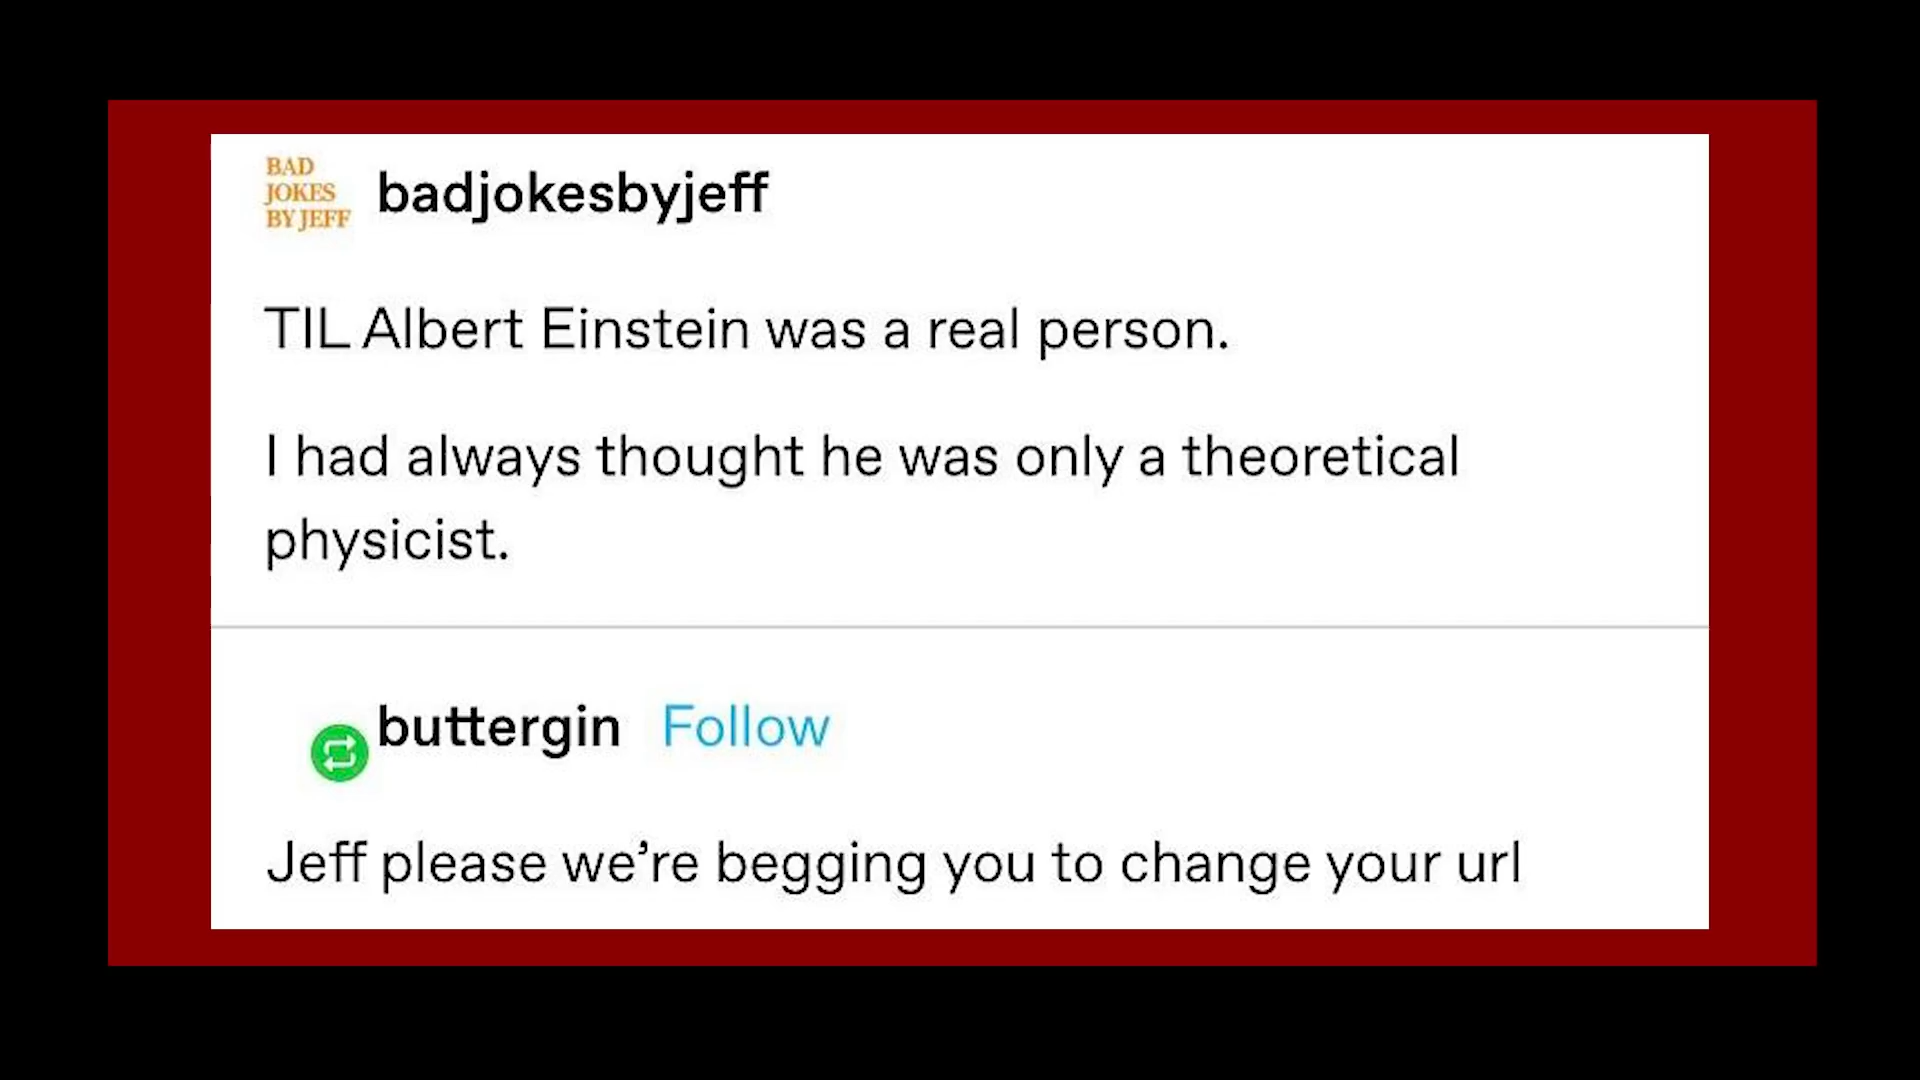 BAD
JOKES
BY JEFF
badjokesbyjeff
TIL Albert Einstein was a real person.
I had always thought he was only a theoretical
physicist.
buttergin Follow
Jeff please we’re begging you to change your url